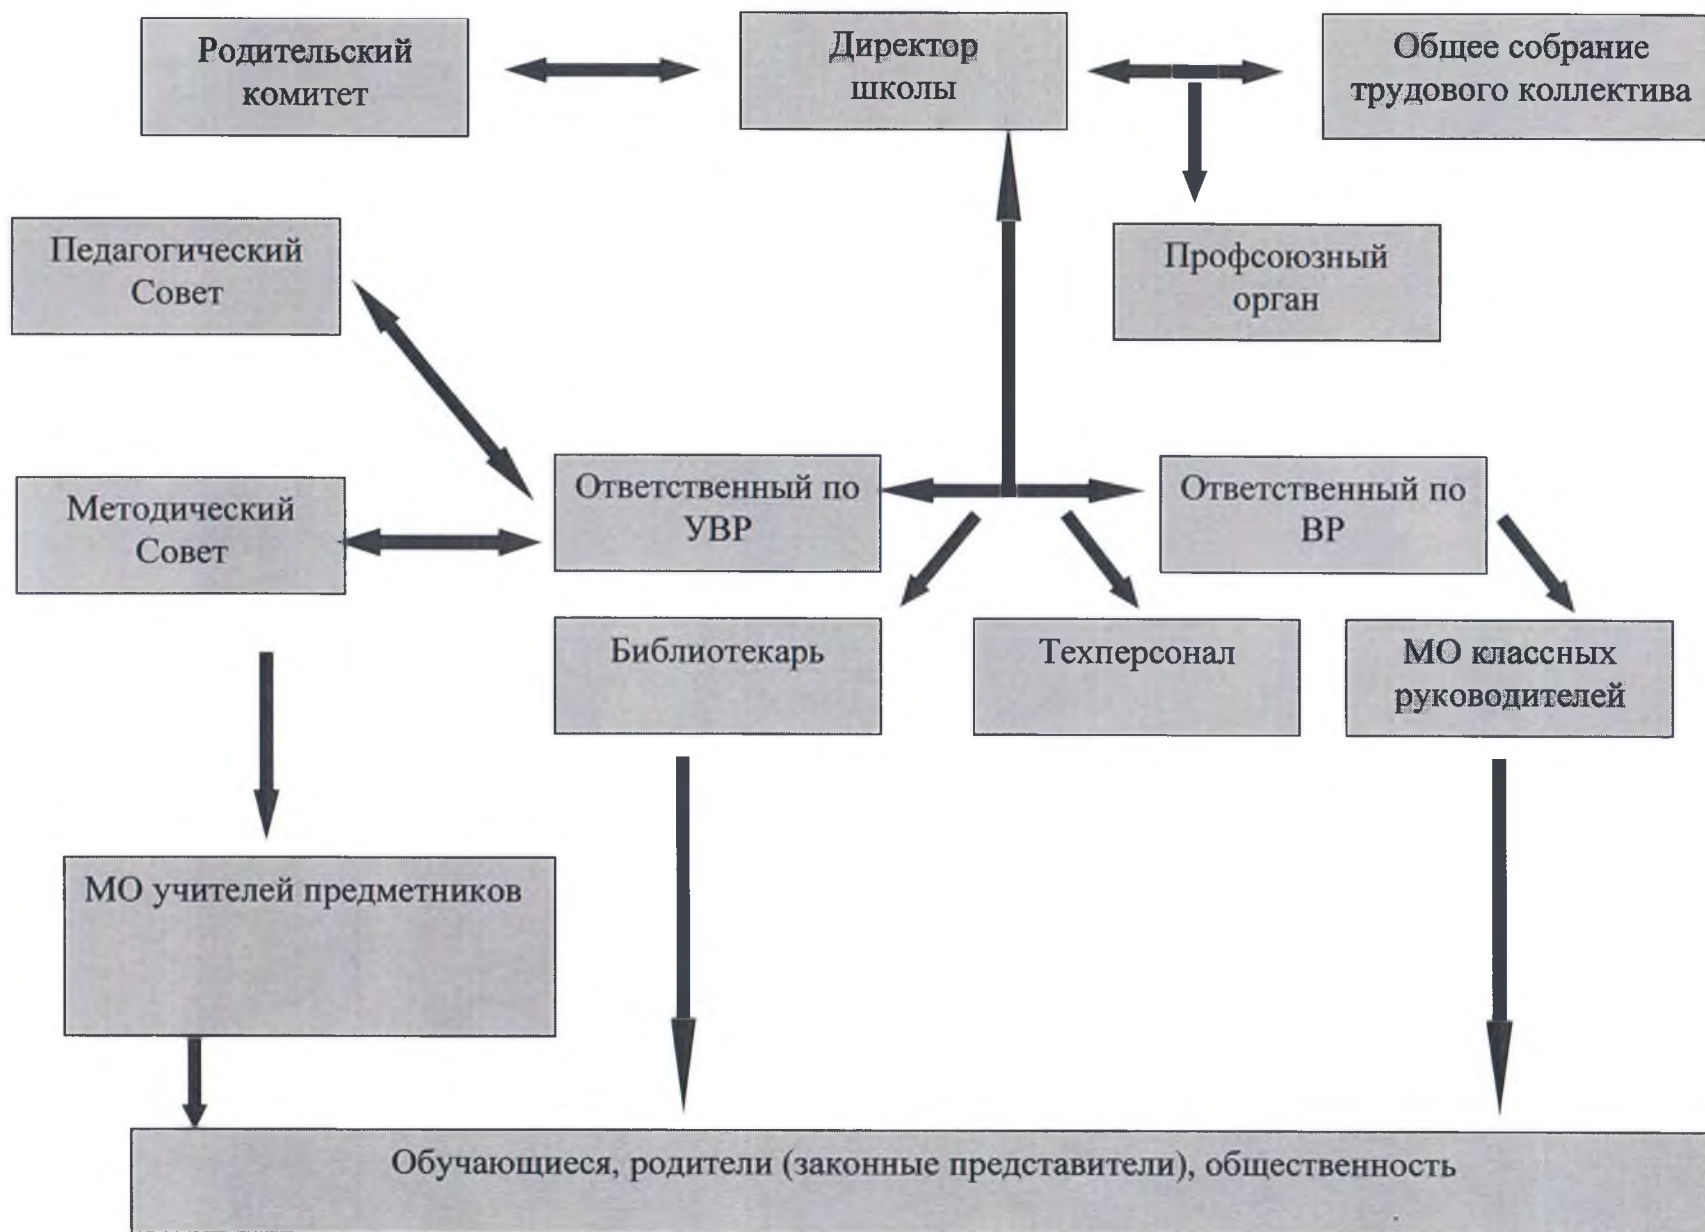 Родительский
комитет
Директор
школы
Общее собрание
трудового коллектива
Педагогический
Совет
Профсоюзный
орган
Методический
Совет
Ответственный по
УВР
Ответственный по
ВР
Библиотекарь
Техперсонал
МО классных
руководителей
МО учителей предметников
Обучающиеся, родители (законные представители), общественность